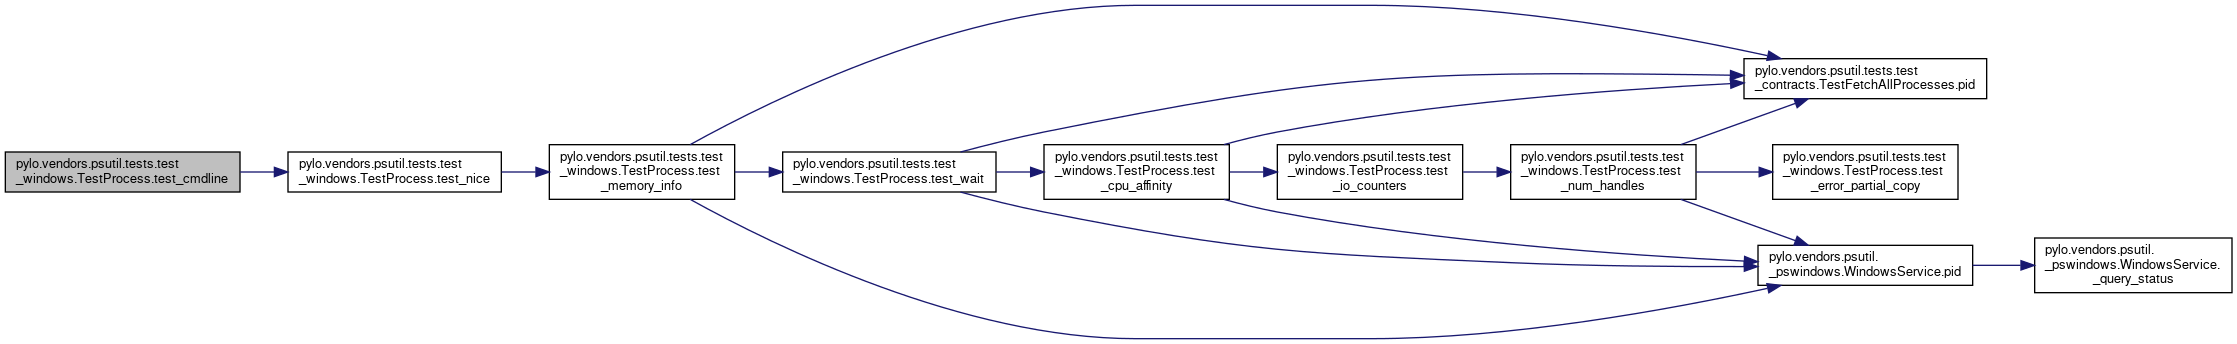 pylo.vendors.psutil.tests.test
_windows.TestProcess.test_cmdline
pylo.vendors.psutil.tests.test
_windows.TestProcess.test_nice
pylo.vendors.psutil.tests.test
_windows.TestProcess.test
_memory_info
pylo.vendors.psutil.tests.test
_windows.TestProcess.test_wait
pylo.vendors.psutil.tests.test
_windows.TestProcess.test
_cpu_affinity
pylo.vendors.psutil.tests.test
_windows.TestProcess.test
_io_counters
pylo.vendors.psutil.tests.test
_windows.TestProcess.test
_num_handles
pylo.vendors.psutil.tests.test
_contracts.TestFetchAllProcesses.pid
pylo.vendors.psutil.tests.test
_windows.TestProcess.test
_error_partial_copy
pylo.vendors.psutil.
_pswindows.WindowsService.pid
pylo.vendors.psutil.
_pswindows.WindowsService.
_query_status